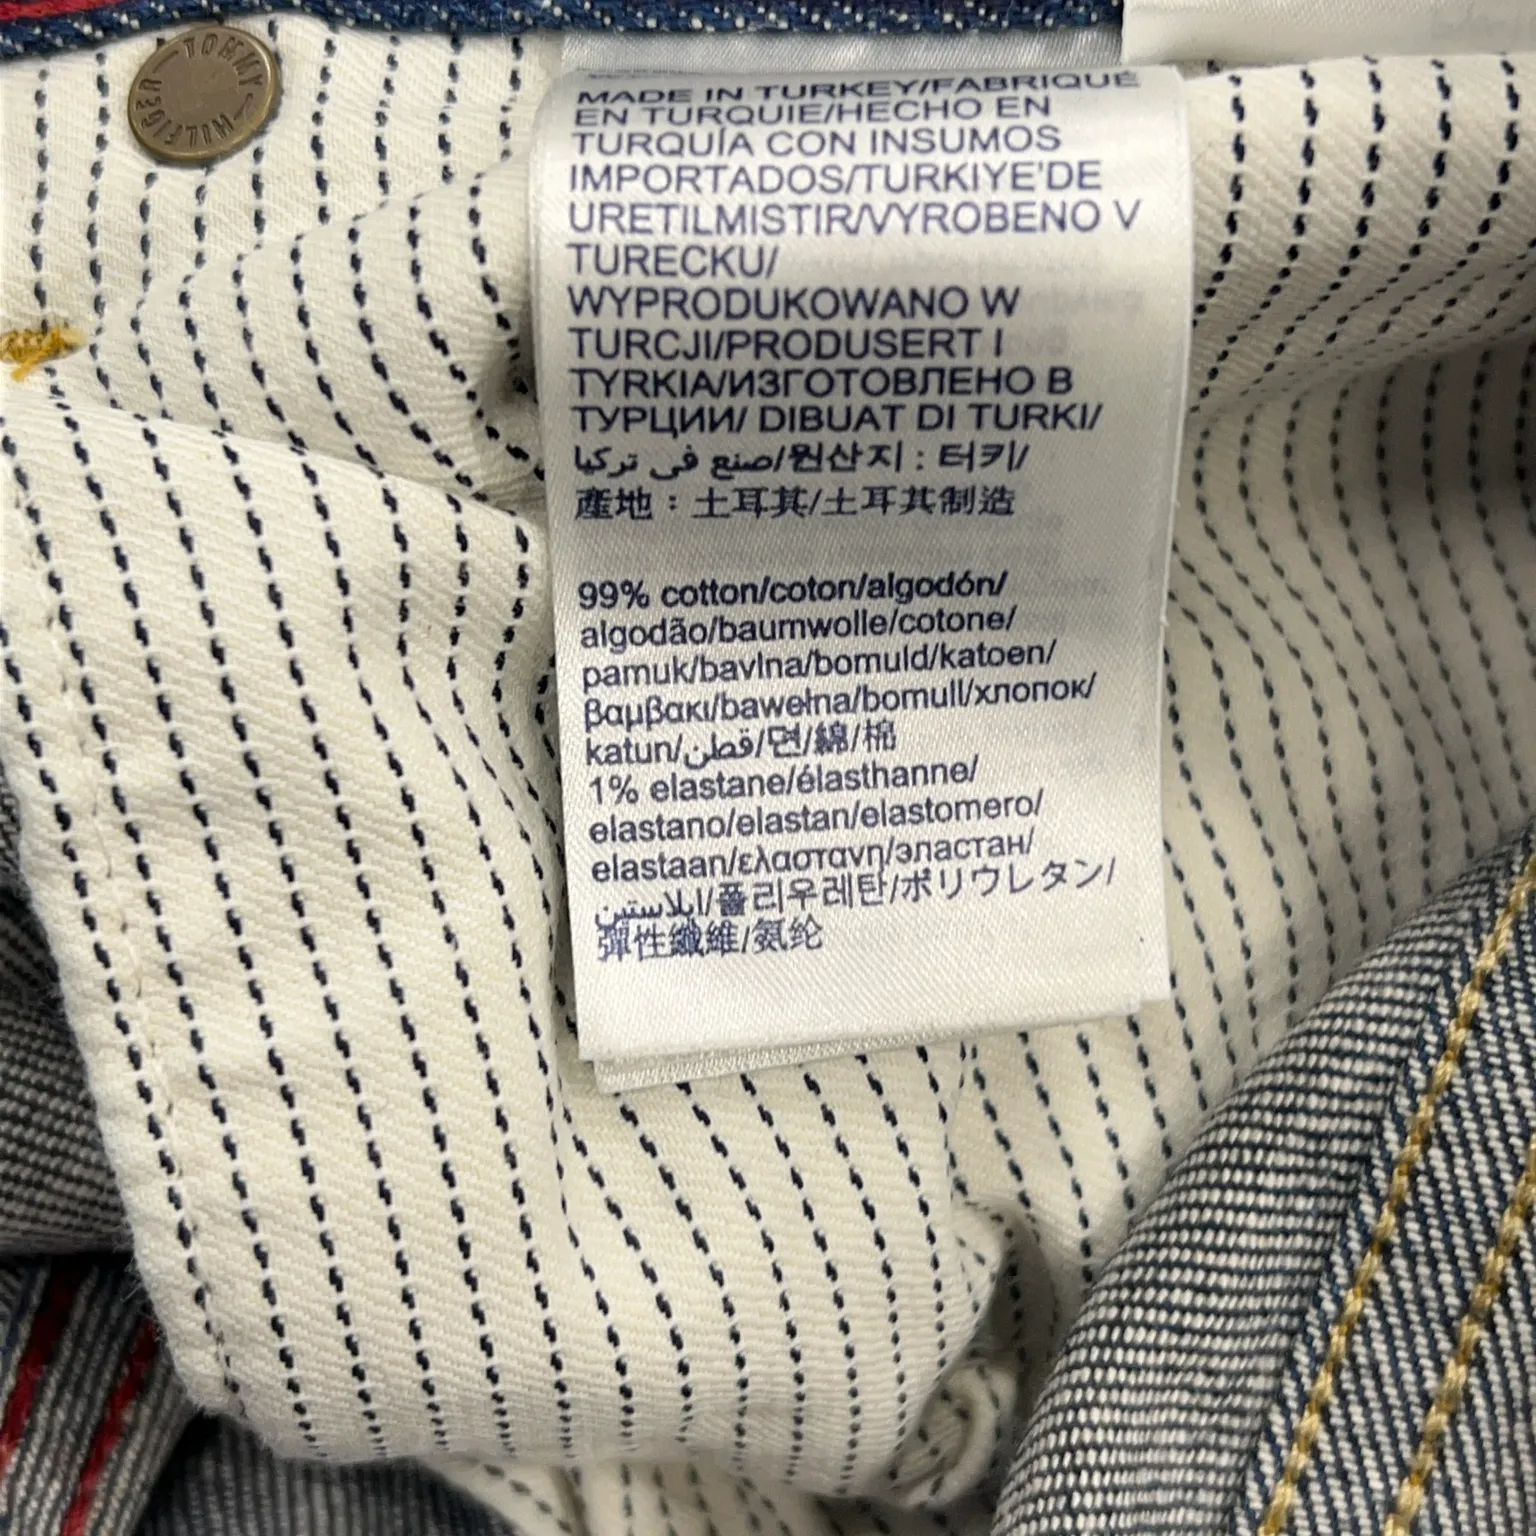 TOMMY
HILFIGER
MADE IN TURKEY/FABRIQUÉ
EN TURQUIE/HECHO EN
TURQUÍA CON INSUMOS
IMPORTADOS/TURKIYE'DE
URETILMISTIR/VYROBENO V
TURECKU/
WYPRODUKOWANO W
TURCJI/PRODUSERT I
TYRKIA/ИЗГОТОВЛЕНО В
ТУРЦИИ/ DIBUAT DI TURKI/
صنع في تركيا/원산지 : 터키/
產地 : 土耳其/土耳其制造
99% cotton/coton/algodón/
algodão/baumwolle/cotone/
pamuk/bavlna/bomuld/katoen/
βαμβακι/bawełna/bomull/хлопок/
katun/قطن/면/綿/棉
1% elastane/élasthanne/
elastano/elastan/elastomero/
elastaan/ελαστανη/эластан/
ايلاستين/폴리우레탄/ポリウレタン/
彈性纖維/氨纶